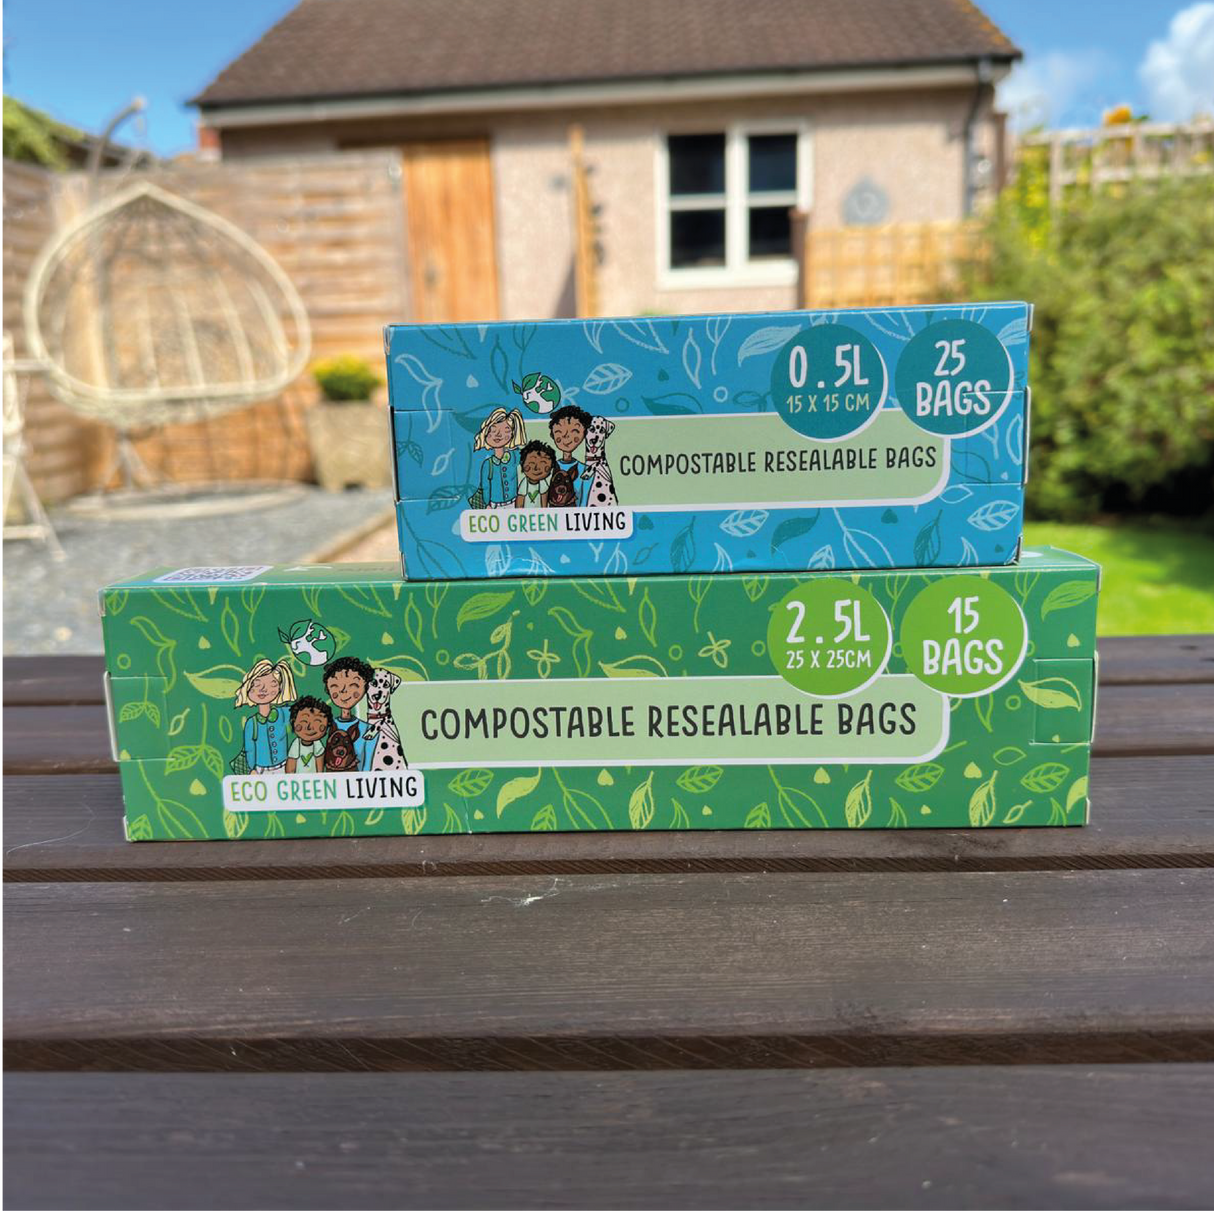 0.5L
15 X 15 CM
25
BAGS
COMPOSTABLE RESEALABLE BAGS
ECO GREEN LIVING
2.5L
25 X 25CM
15
BAGS
COMPOSTABLE RESEALABLE BAGS
ECO GREEN LIVING